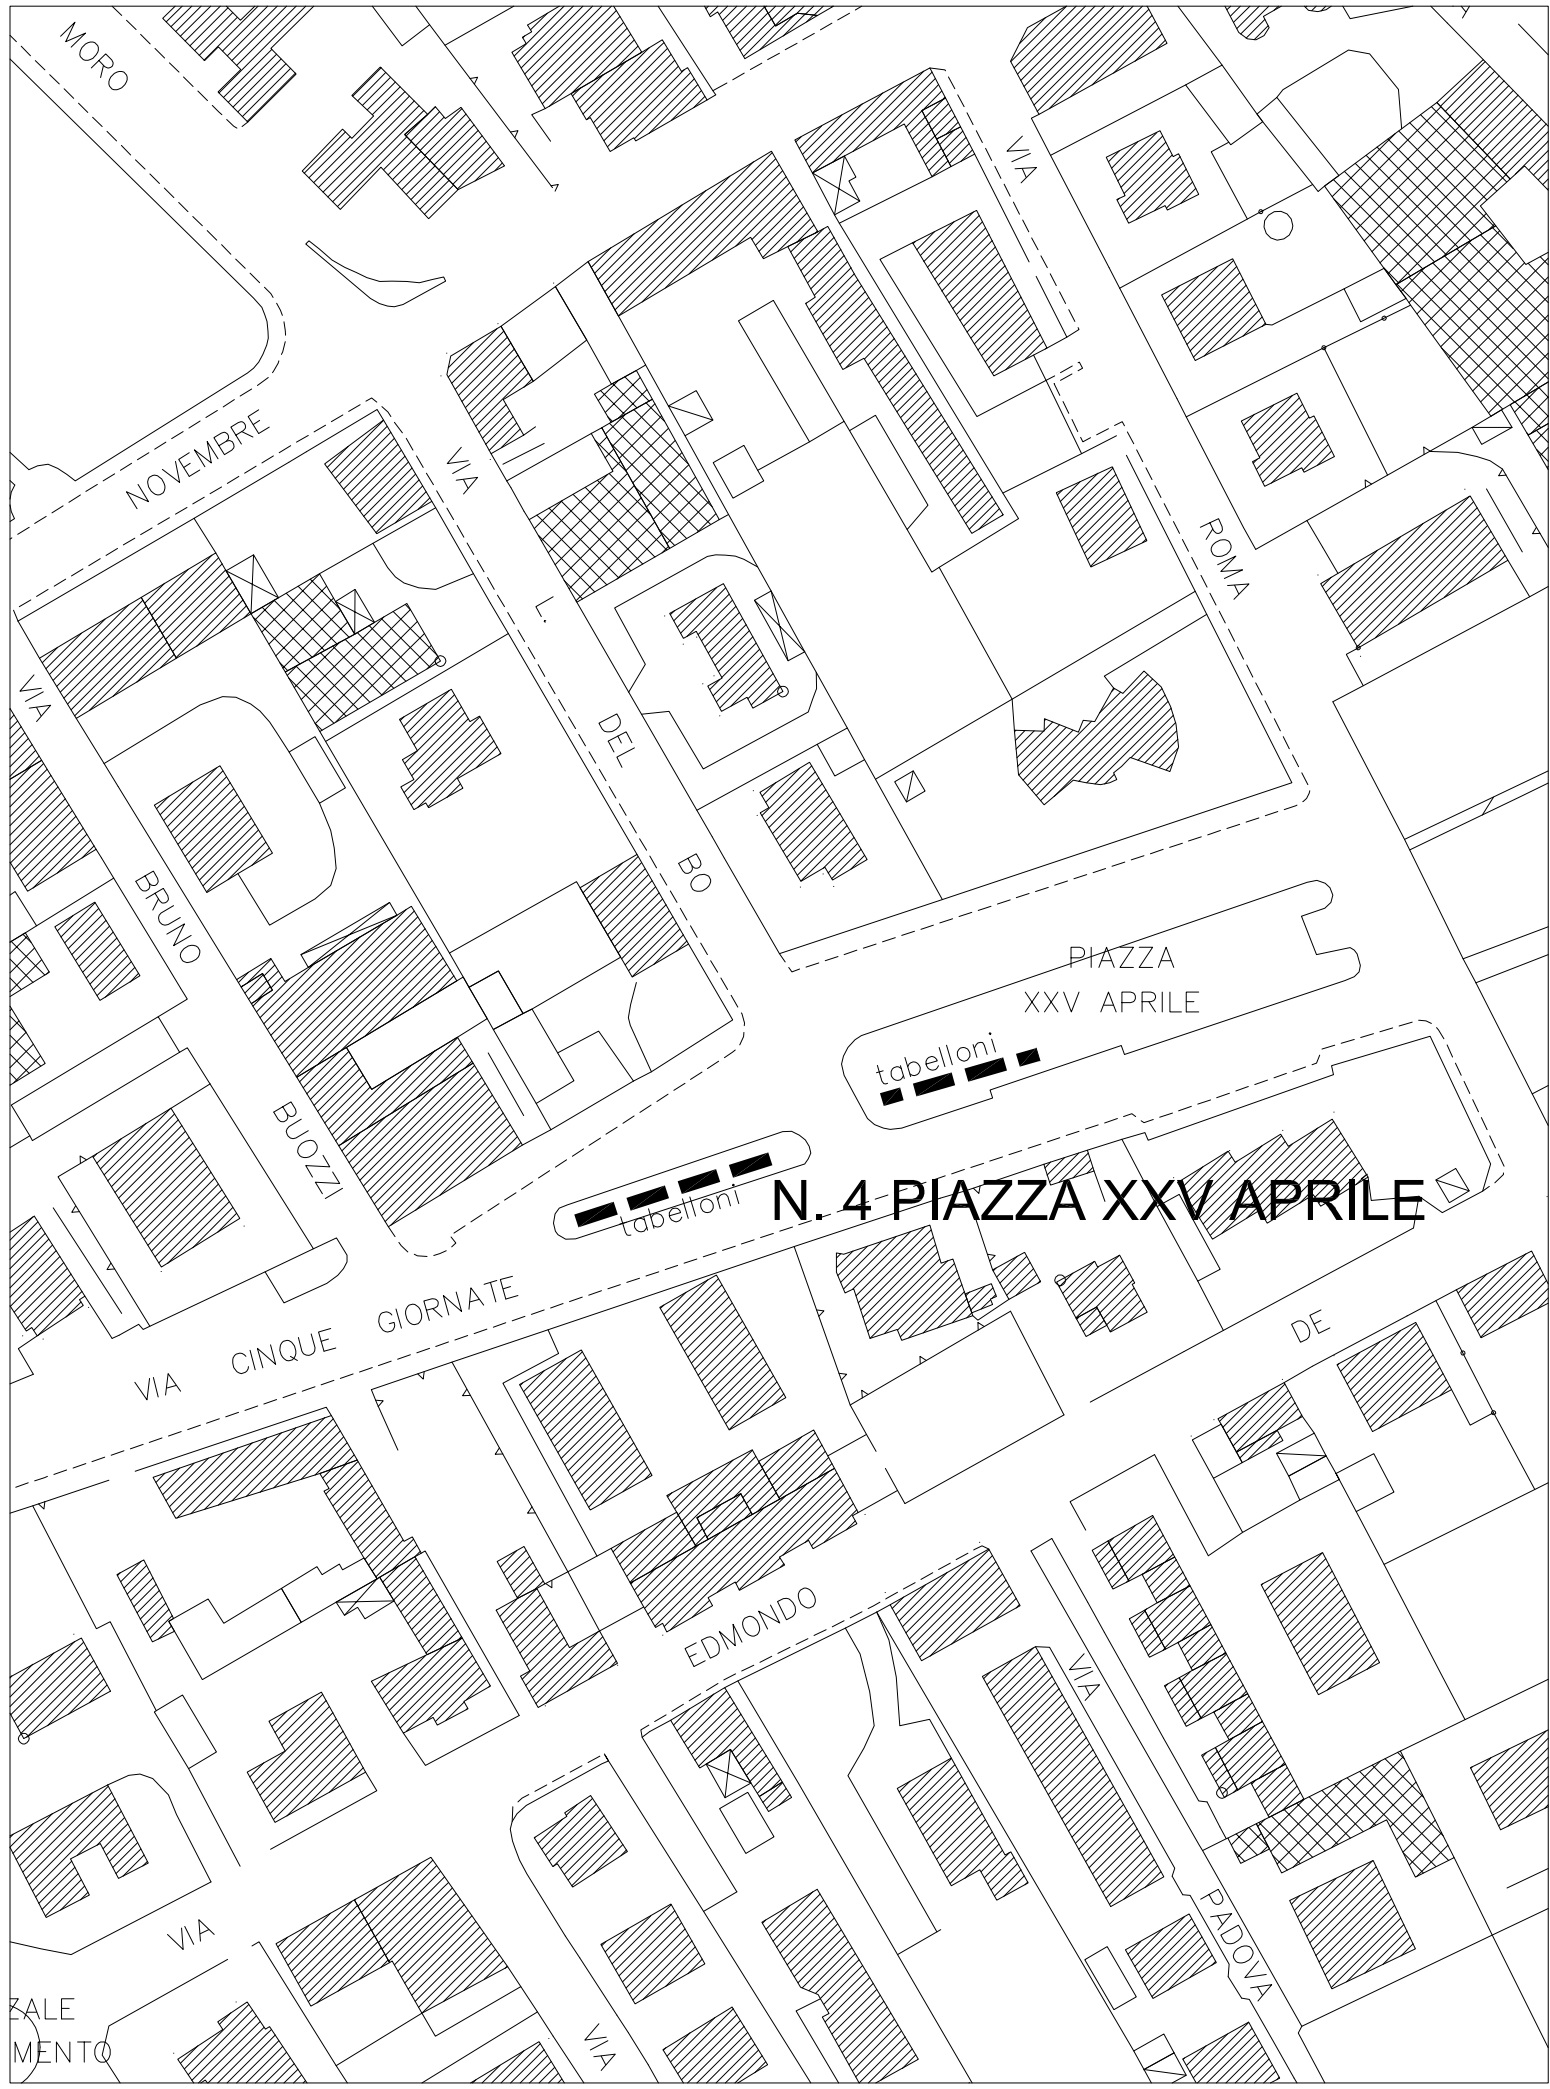 MORO
VIA
NOVEMBRE
VIA
ROMA
L.
VIA
DEL
BO
BRUNO
PIAZZA
XXV APRILE
tabelloni
BUOZZI
tabelloni
N. 4 PIAZZA XXV APRILE
VIA CINQUE GIORNATE
DE
EDMONDO
VIA
PADOVA
VIA
ZALE
MENTO
VIA